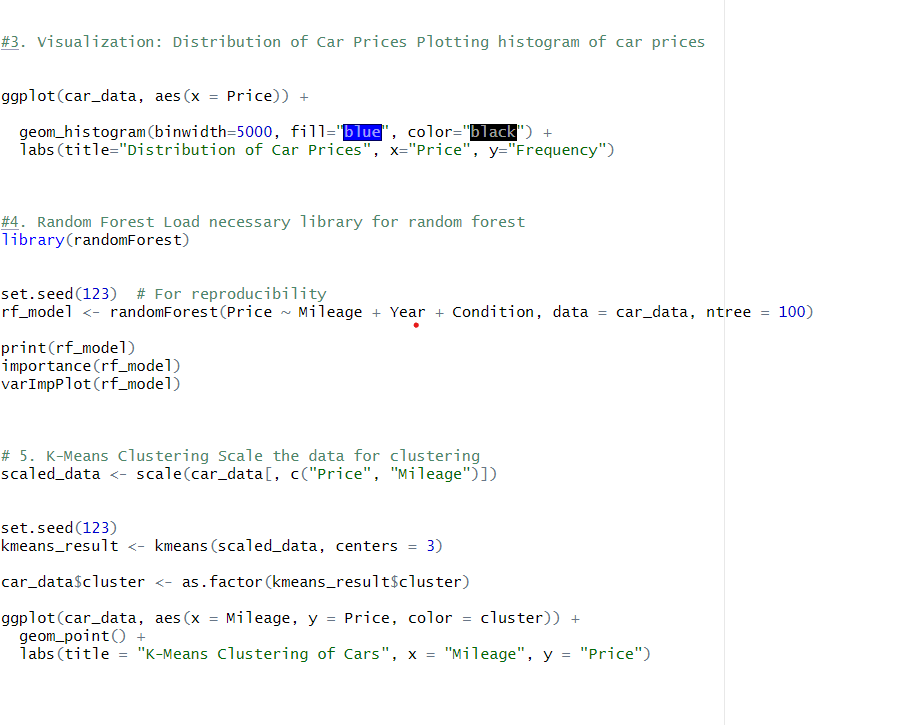 #3. Visualization: Distribution of Car Prices Plotting histogram of car prices
ggplot(car_data, aes(x = Price)) +
  geom_histogram(binwidth=5000, fill="blue", color="black") +
  labs(title="Distribution of Car Prices", x="Price", y="Frequency")
#4. Random Forest Load necessary library for random forest
library(randomForest)
set.seed(123)  # For reproducibility
rf_model <- randomForest(Price ~ Mileage + Year + Condition, data = car_data, ntree = 100)
print(rf_model)
importance(rf_model)
varImpPlot(rf_model)
# 5. K-Means Clustering Scale the data for clustering
scaled_data <- scale(car_data[, c("Price", "Mileage")])
set.seed(123)
kmeans_result <- kmeans(scaled_data, centers = 3)
car_data$cluster <- as.factor(kmeans_result$cluster)
ggplot(car_data, aes(x = Mileage, y = Price, color = cluster)) +
  geom_point() +
  labs(title = "K-Means Clustering of Cars", x = "Mileage", y = "Price")